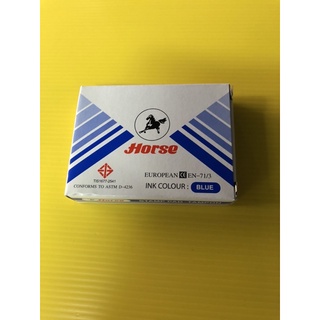 Horse
EUROPEAN CE EN-71/3
CONFORMS TO ASTM D-4236
INK COLOUR : BLUE